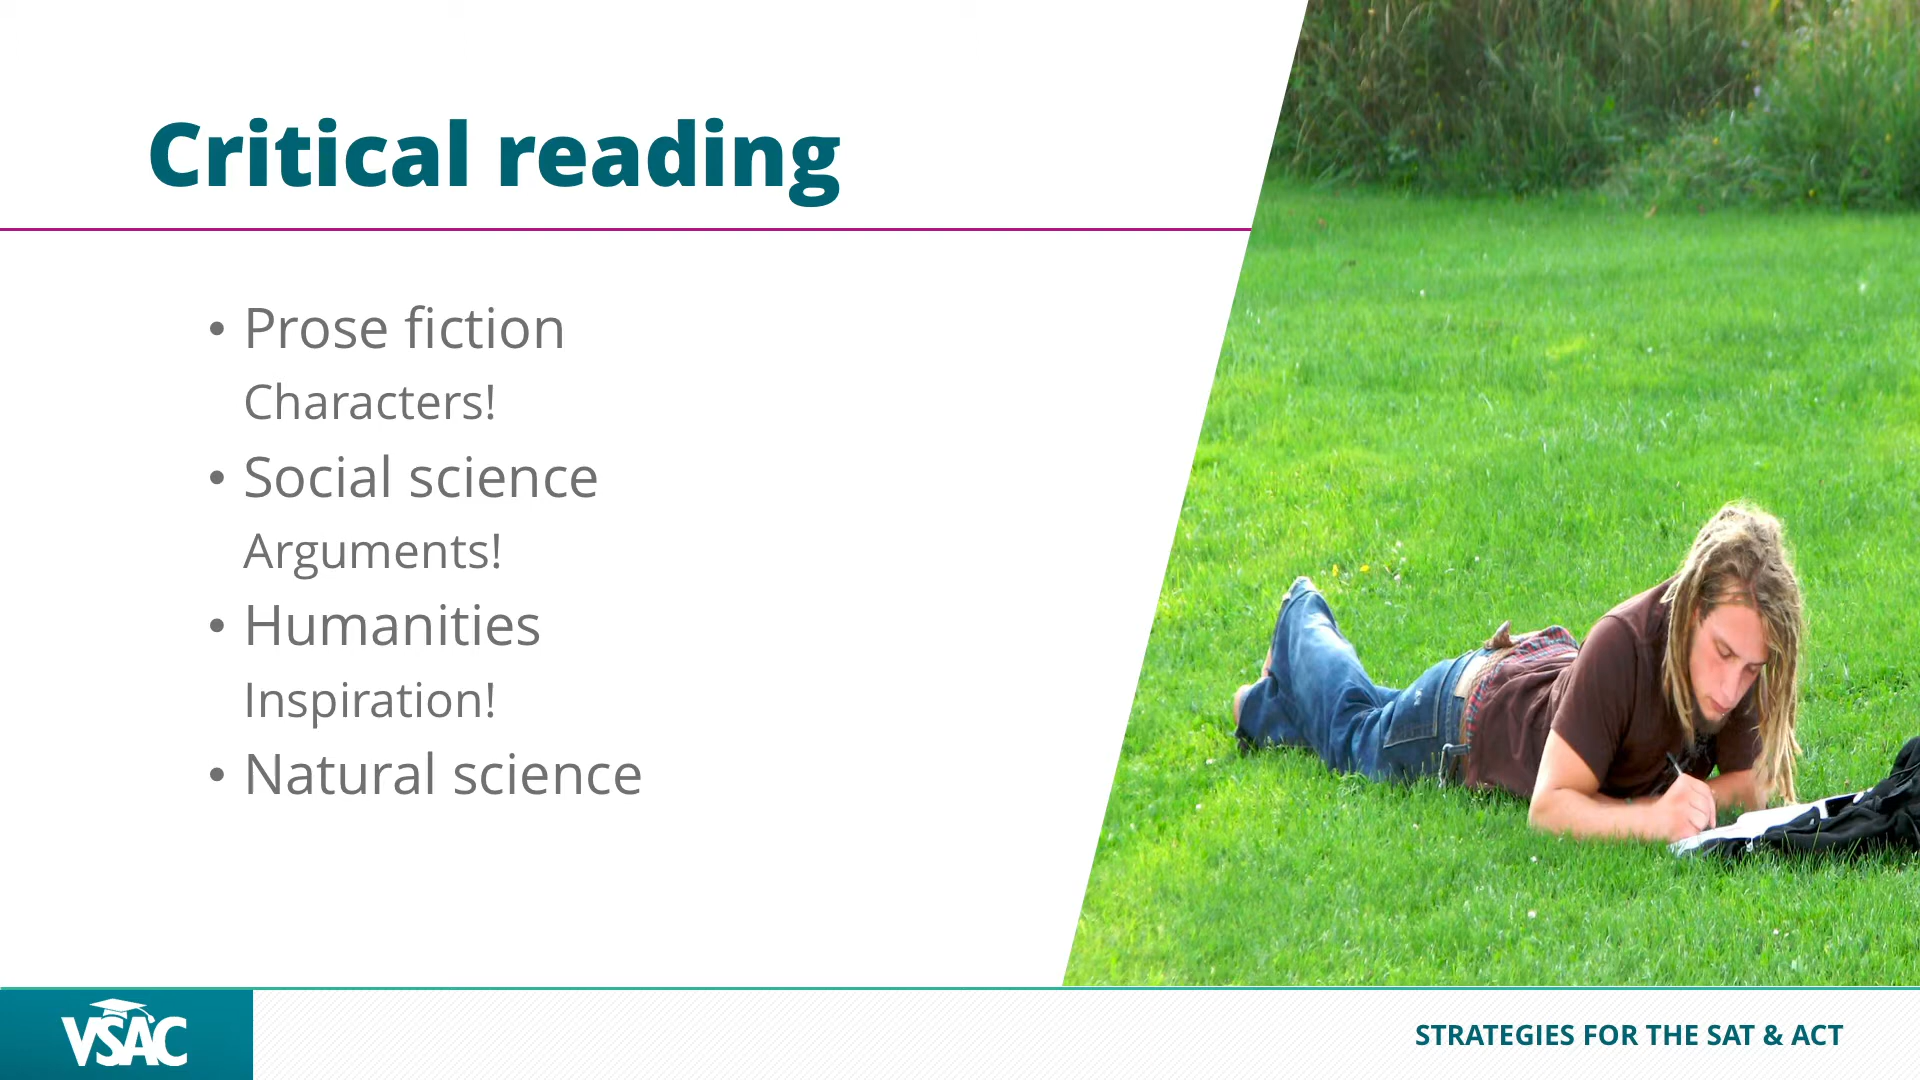 Critical reading
• Prose fiction
Characters!
• Social science
Arguments!
• Humanities
Inspiration!
• Natural science
VSAC
STRATEGIES FOR THE SAT & ACT